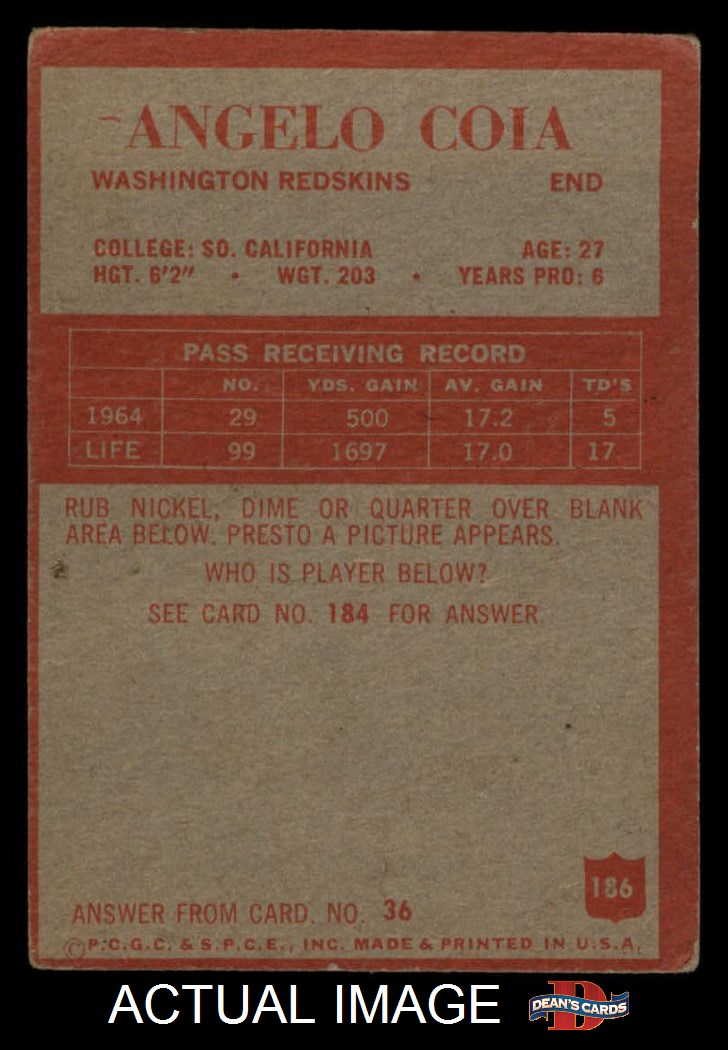 ANGELO COIA
WASHINGTON REDSKINS END
COLLEGE: SO. CALIFORNIA AGE: 27
HGT. 6'2" • WGT. 203 • YEARS PRO: 6
PASS RECEIVING RECORD
NO. YDS. GAIN AV. GAIN TD'S
1964 29 500 17.2 5
LIFE 99 1697 17.0 17
RUB NICKEL, DIME OR QUARTER OVER BLANK
AREA BELOW. PRESTO A PICTURE APPEARS.
WHO IS PLAYER BELOW?
SEE CARD NO. 184 FOR ANSWER
186
ANSWER FROM CARD. NO. 36
©P.C.G.C. & S.P.C.E., INC. MADE & PRINTED IN U.S.A.
ACTUAL IMAGE
D
DEAN'S CARDS